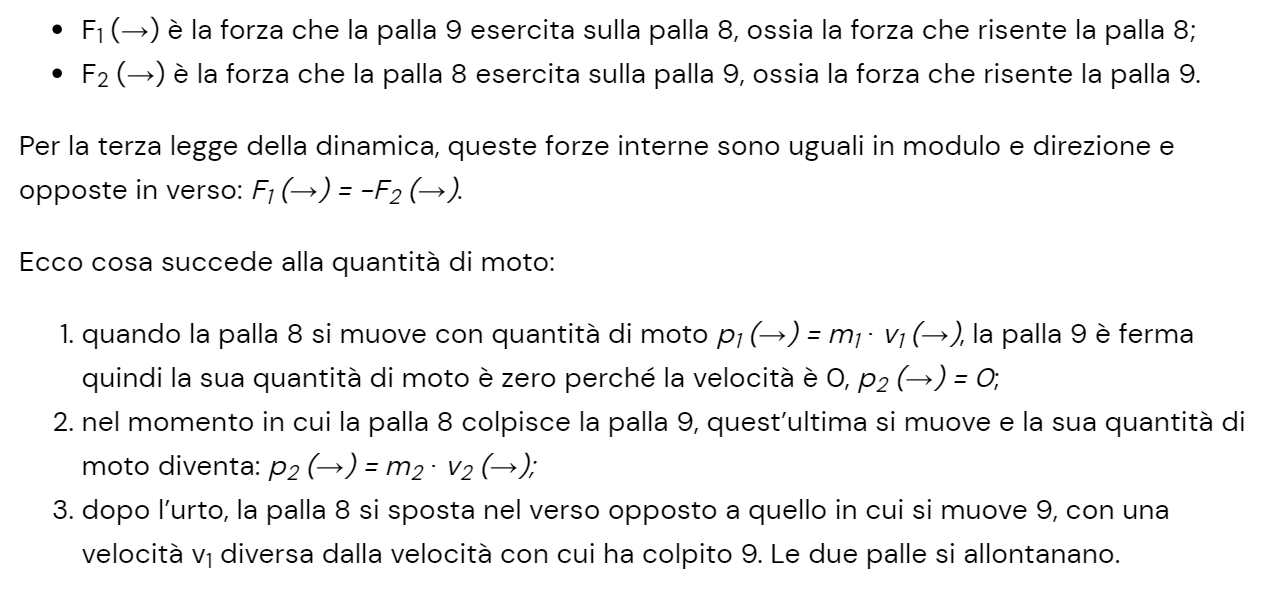 • F₁ (→) è la forza che la palla 9 esercita sulla palla 8, ossia la forza che risente la palla 8;
• F₂ (→) è la forza che la palla 8 esercita sulla palla 9, ossia la forza che risente la palla 9.
Per la terza legge della dinamica, queste forze interne sono uguali in modulo e direzione e
opposte in verso: F₁ (→) = -F₂ (→).
Ecco cosa succede alla quantità di moto:
1. quando la palla 8 si muove con quantità di moto p₁ (→) = m₁ · v₁ (→), la palla 9 è ferma
quindi la sua quantità di moto è zero perché la velocità è 0, p₂ (→) = 0;
2. nel momento in cui la palla 8 colpisce la palla 9, quest’ultima si muove e la sua quantità di
moto diventa: p₂ (→) = m₂ · v₂ (→);
3. dopo l’urto, la palla 8 si sposta nel verso opposto a quello in cui si muove 9, con una
velocità v₁ diversa dalla velocità con cui ha colpito 9. Le due palle si allontanano.